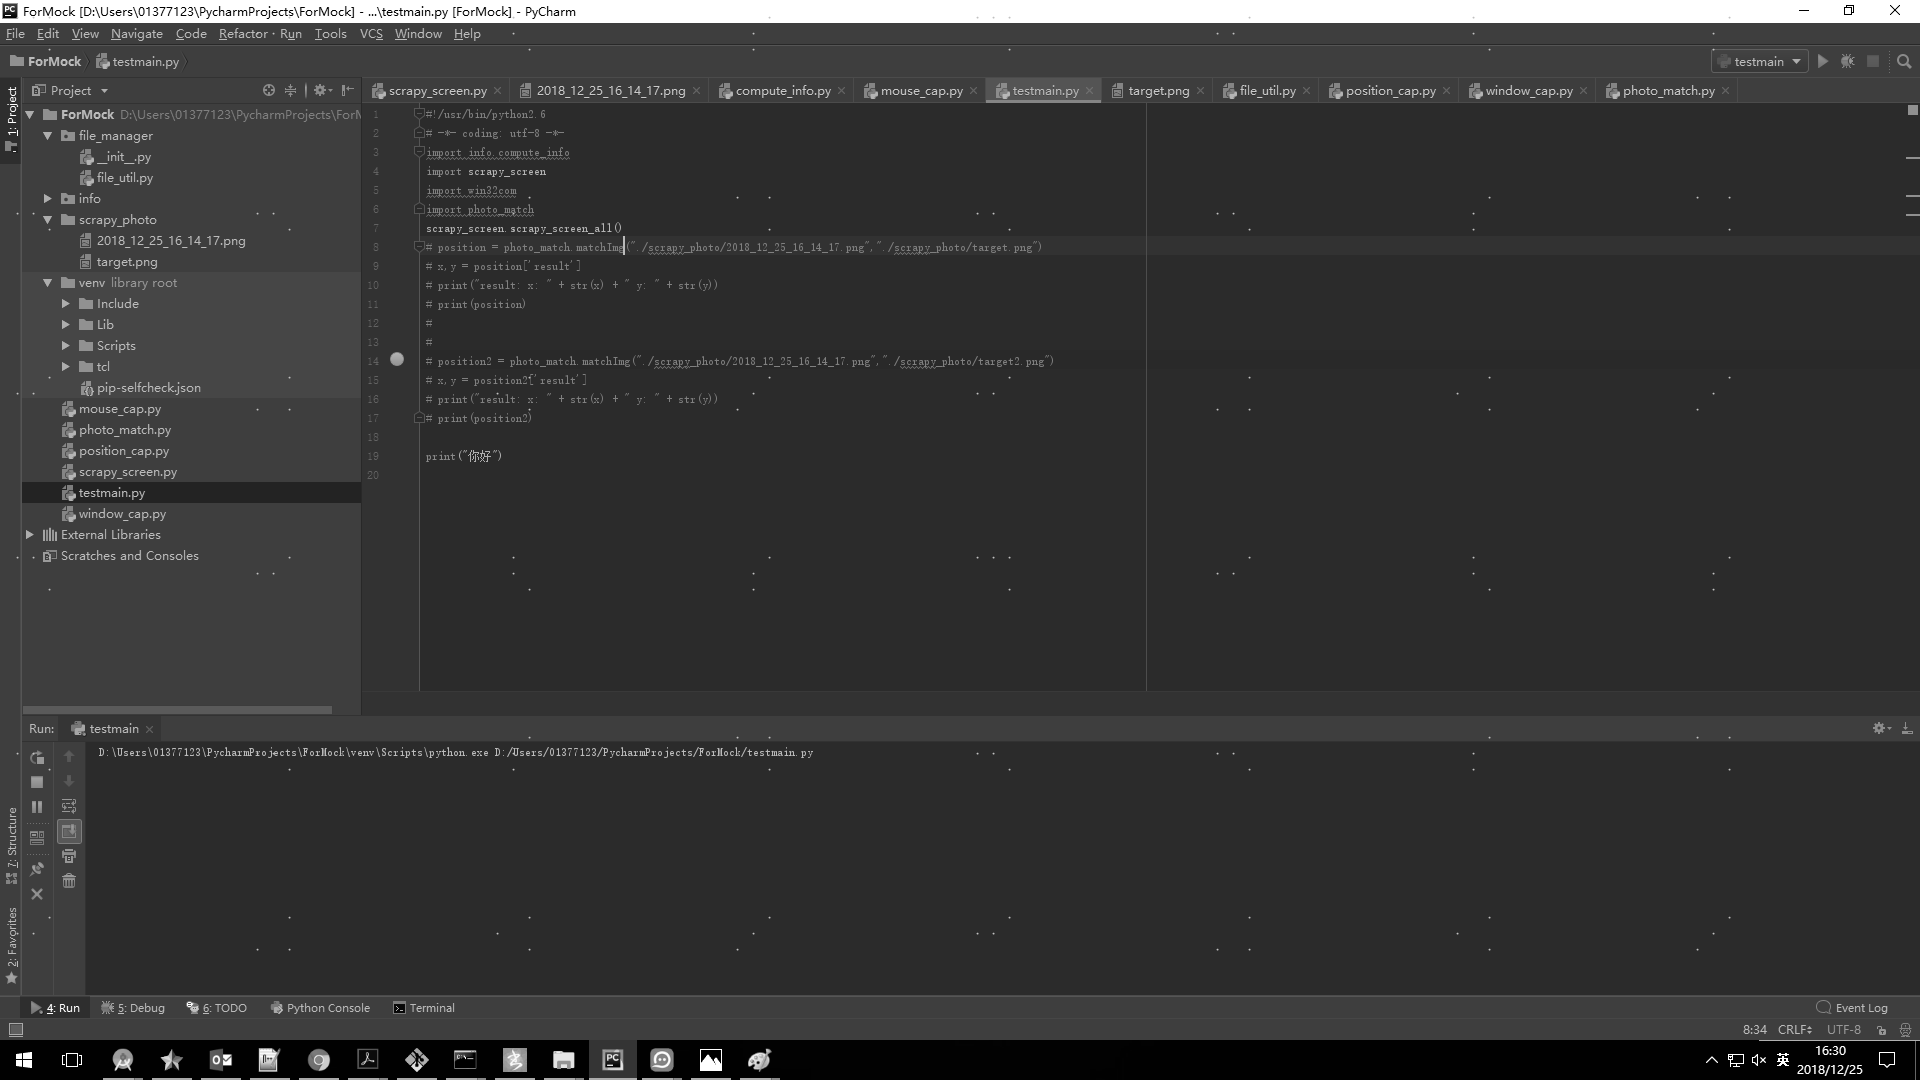 ForMock [D:\Users\01377123\PycharmProjects\ForMock] - ...\testmain.py [ForMock] - PyCharm
File Edit View Navigate Code Refactor Run Tools VCS Window Help
ForMock testmain.py testmain
1: Project
Project
scrapy_screen.py 2018_12_25_16_14_17.png compute_info.py mouse_cap.py testmain.py target.png file_util.py position_cap.py window_cap.py photo_match.py
ForMock D:\Users\01377123\PycharmProjects\ForM
file_manager
__init__.py
file_util.py
info
scrapy_photo
2018_12_25_16_14_17.png
target.png
venv library root
Include
Lib
Scripts
tcl
pip-selfcheck.json
mouse_cap.py
photo_match.py
position_cap.py
scrapy_screen.py
testmain.py
window_cap.py
External Libraries
Scratches and Consoles
1 #!/usr/bin/python2.6
2 # -*- coding: utf-8 -*-
3 import info.compute_info
4 import scrapy_screen
5 import win32com
6 import photo_match
7 scrapy_screen.scrapy_screen_all()
8 # position = photo_match.matchImg("./scrapy_photo/2018_12_25_16_14_17.png","./scrapy_photo/target.png")
9 # x,y = position['result']
10 # print("result: x: " + str(x) + " y: " + str(y))
11 # print(position)
12 #
13 #
14 # position2 = photo_match.matchImg("./scrapy_photo/2018_12_25_16_14_17.png","./scrapy_photo/target2.png")
15 # x,y = position2['result']
16 # print("result: x: " + str(x) + " y: " + str(y))
17 # print(position2)
18
19 print("你好")
20
Run: testmain
D:\Users\01377123\PycharmProjects\ForMock\venv\Scripts\python.exe D:/Users/01377123/PycharmProjects/ForMock/testmain.py
7: Structure
2: Favorites
4: Run 5: Debug 6: TODO Python Console Terminal Event Log
8:34 CRLF UTF-8
PC 英 16:30
2018/12/25